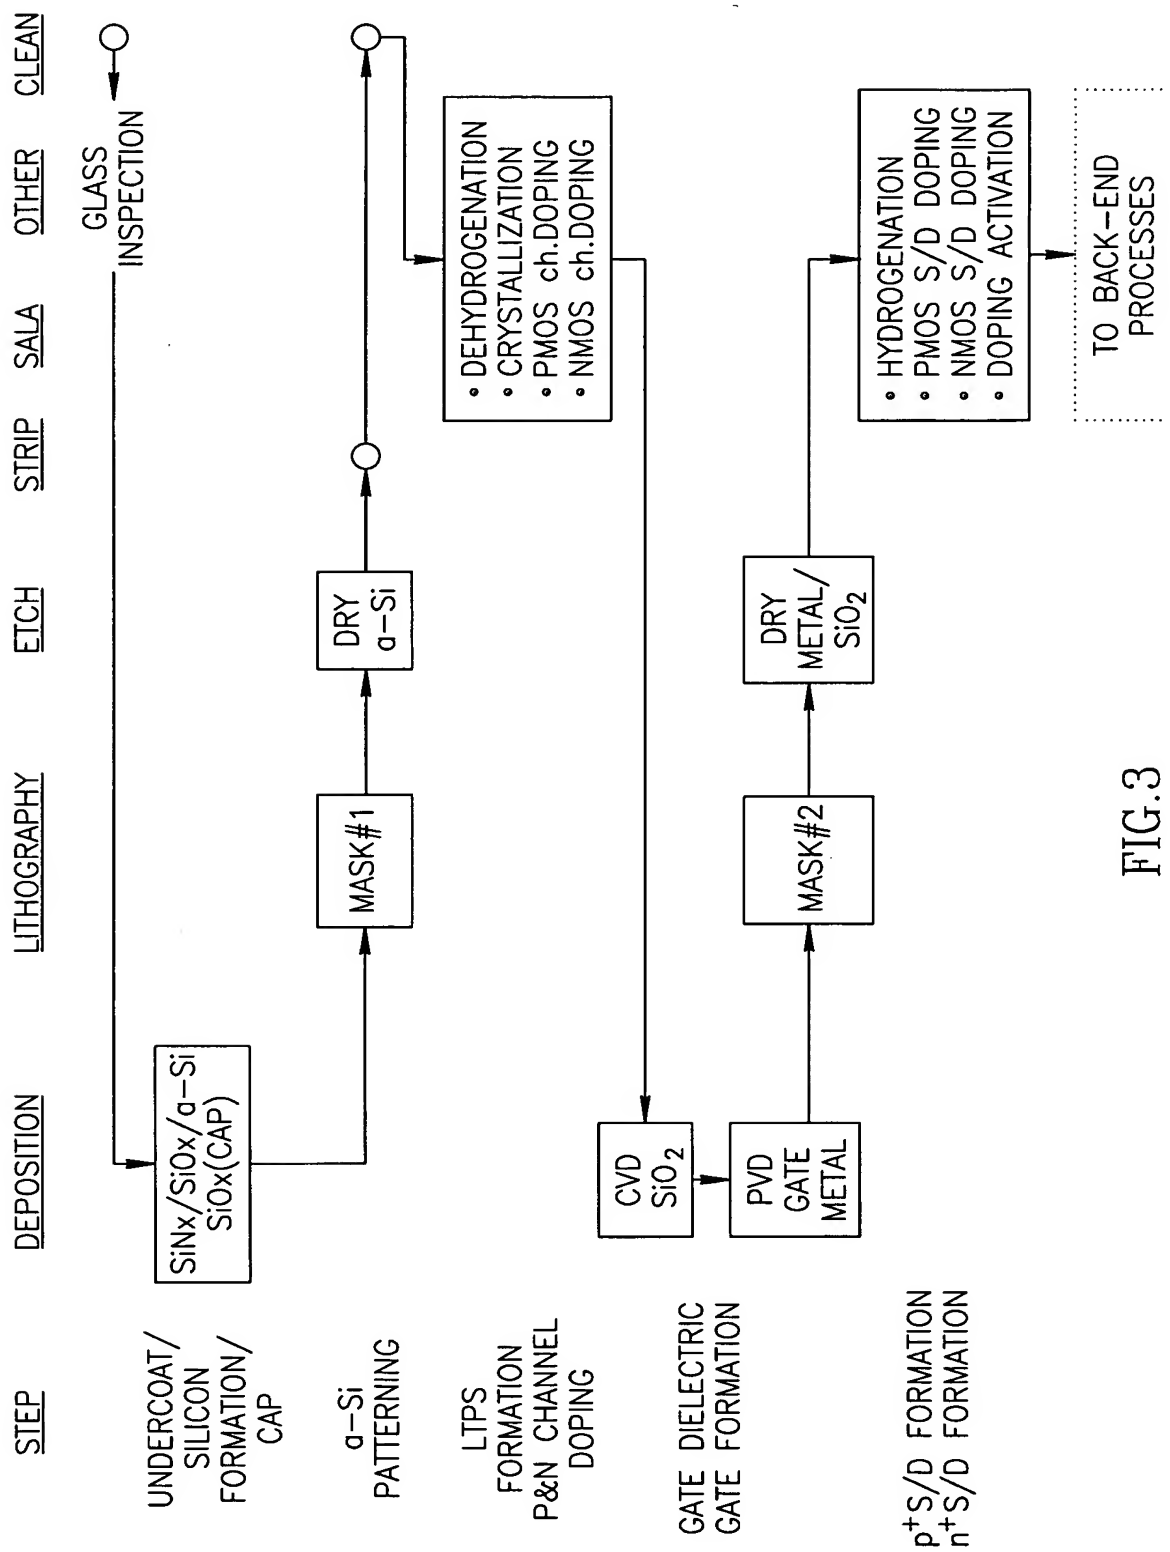 STEP
DEPOSITION
LITHOGRAPHY
ETCH
STRIP
SALA
OTHER
CLEAN
GLASS
INSPECTION
UNDERCOAT/
SILICON
FORMATION/
CAP
SiNx/SiOx/a-Si
SiOx(CAP)
a-Si
PATTERNING
MASK#1
DRY
a-Si
LTPS
FORMATION
P&N CHANNEL
DOPING
• DEHYDROGENATION
• CRYSTALLIZATION
• PMOS ch.DOPING
• NMOS ch.DOPING
GATE DIELECTRIC
GATE FORMATION
CVD
SiO2
PVD
GATE
METAL
MASK#2
DRY
METAL/
SiO2
p+S/D FORMATION
n+S/D FORMATION
• HYDROGENATION
• PMOS S/D DOPING
• NMOS S/D DOPING
• DOPING ACTIVATION
TO BACK-END
PROCESSES
FIG.3